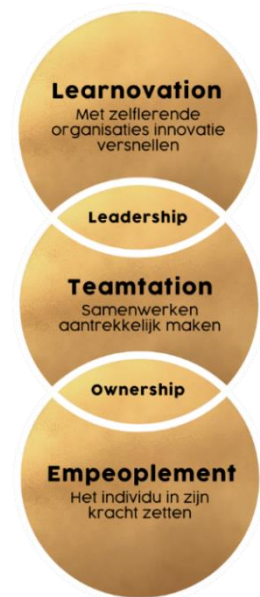 Learnovation
Met zelflerende
organisaties innovatie
versnellen
Leadership
Teamtation
Samenwerken
aantrekkelijk maken
Ownership
Empeoplement
Het individu in zijn
kracht zetten